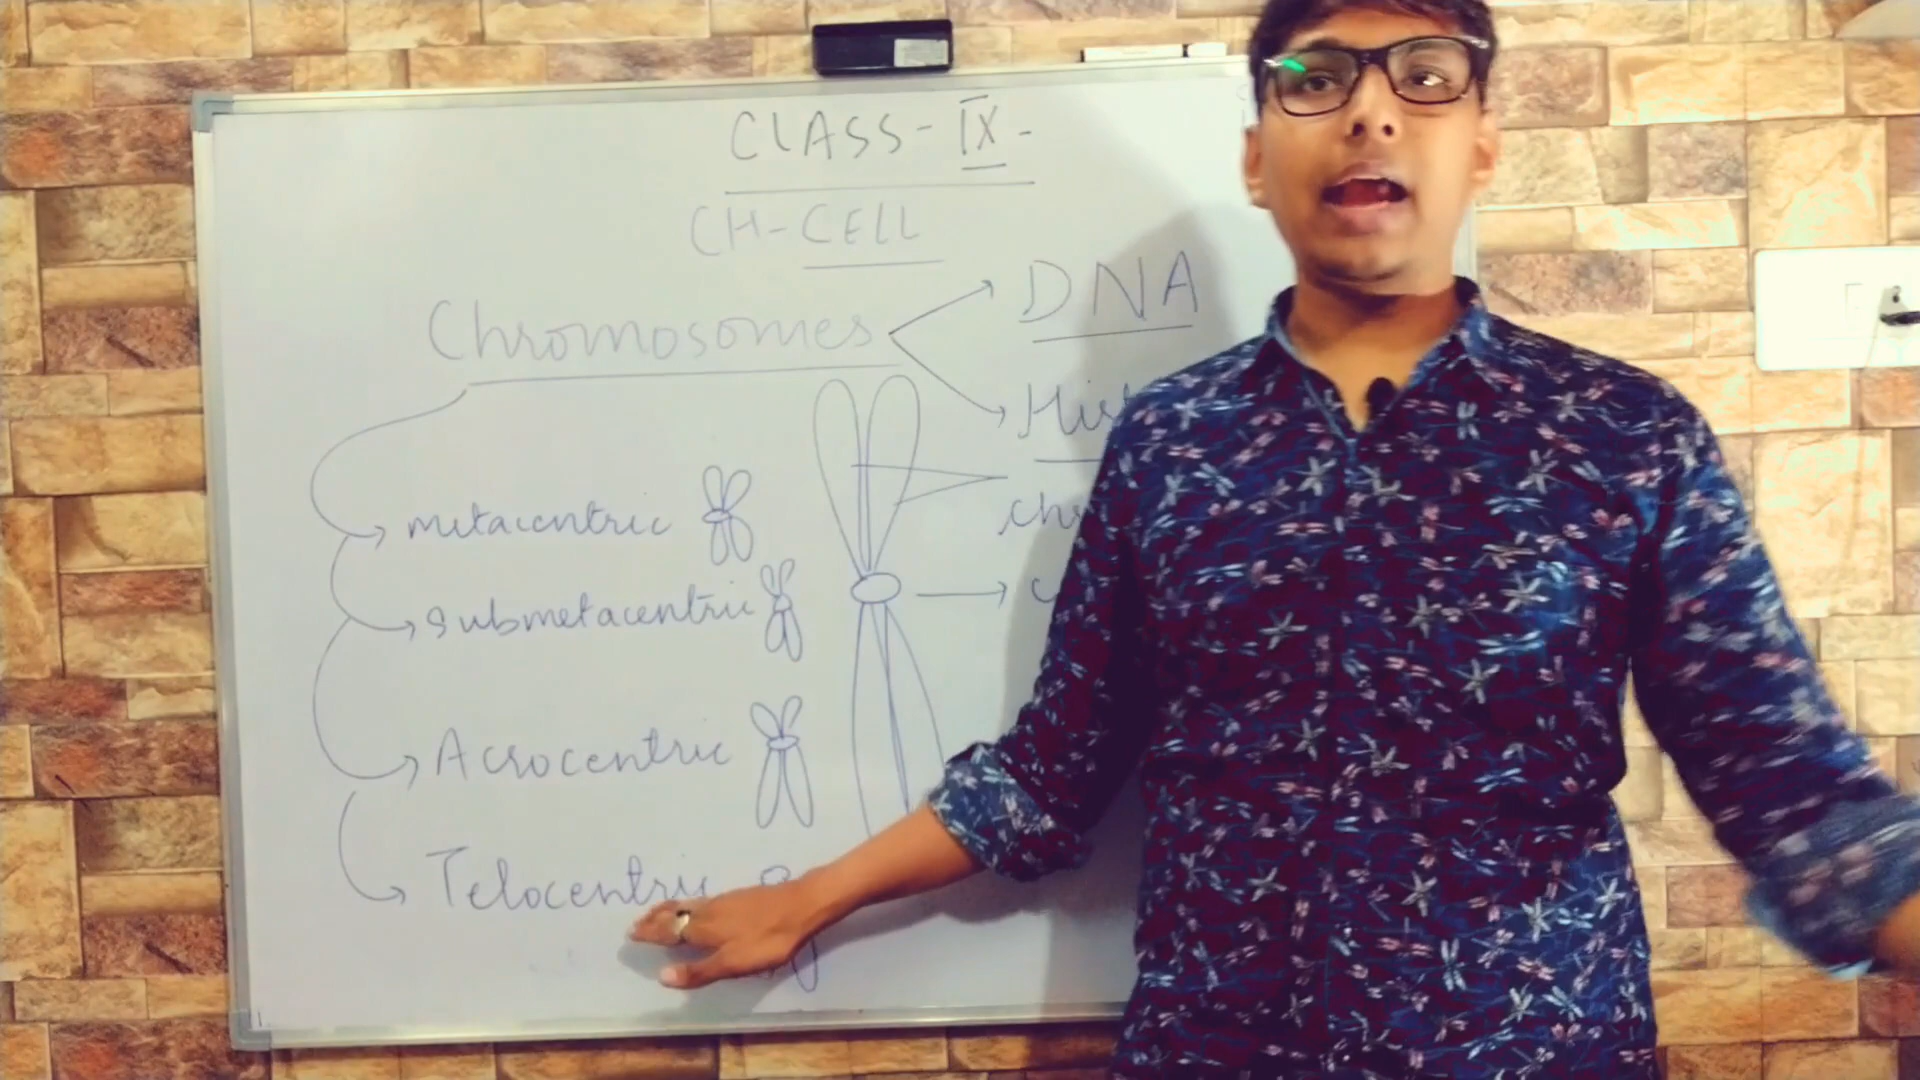 CLASS-IX-
CH-CELL
Chromosomes
DNA
metacentric
submetacentric
Acrocentric
Telocentric